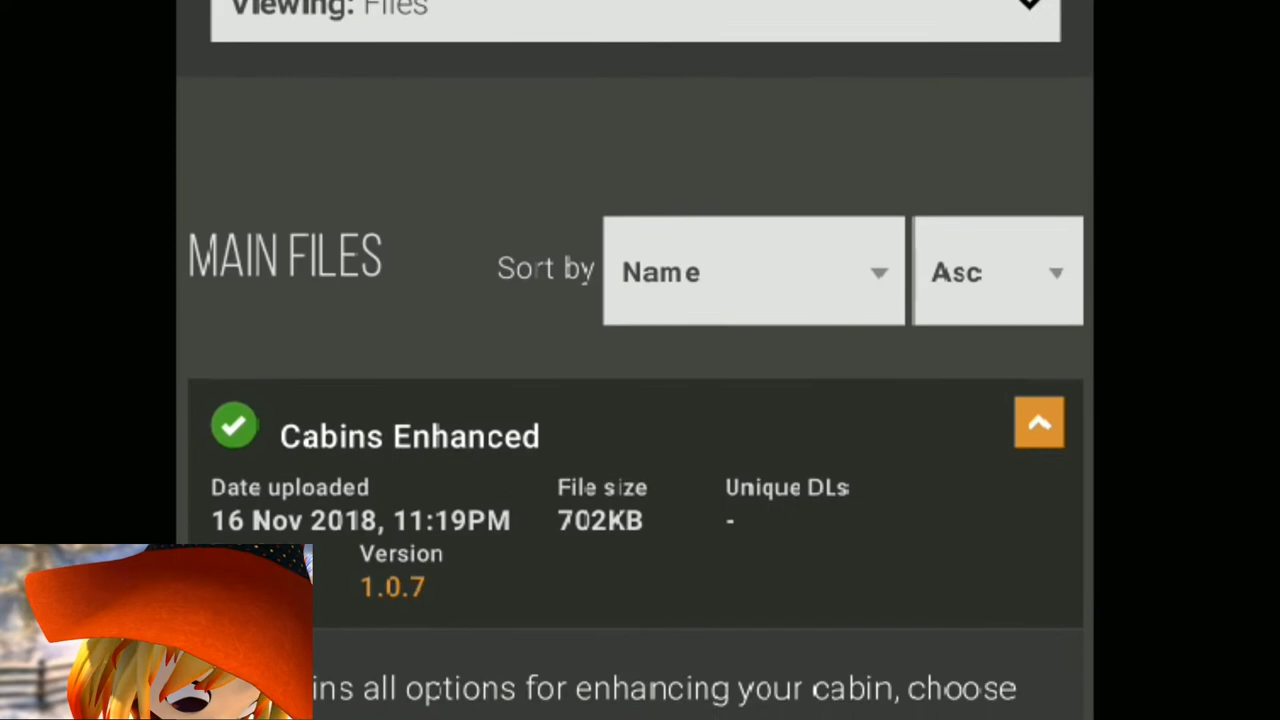 Viewing: Files
MAIN FILES
Sort by
Name
Asc
Cabins Enhanced
Date uploaded
File size
Unique DLs
16 Nov 2018, 11:19PM
702KB
-
Version
1.0.7
all options for enhancing your cabin, choose